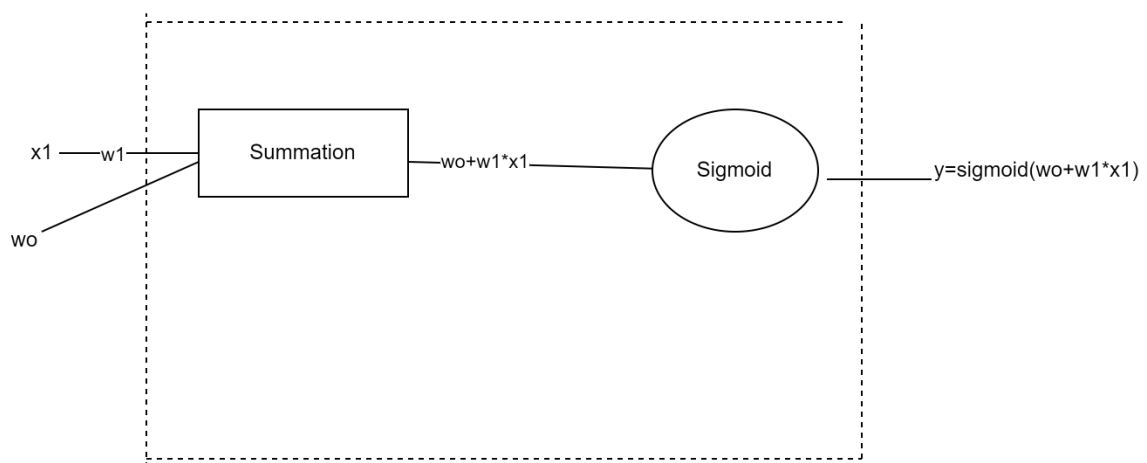 x1
w1
Summation
wo+w1*x1
Sigmoid
y=sigmoid(wo+w1*x1)
wo